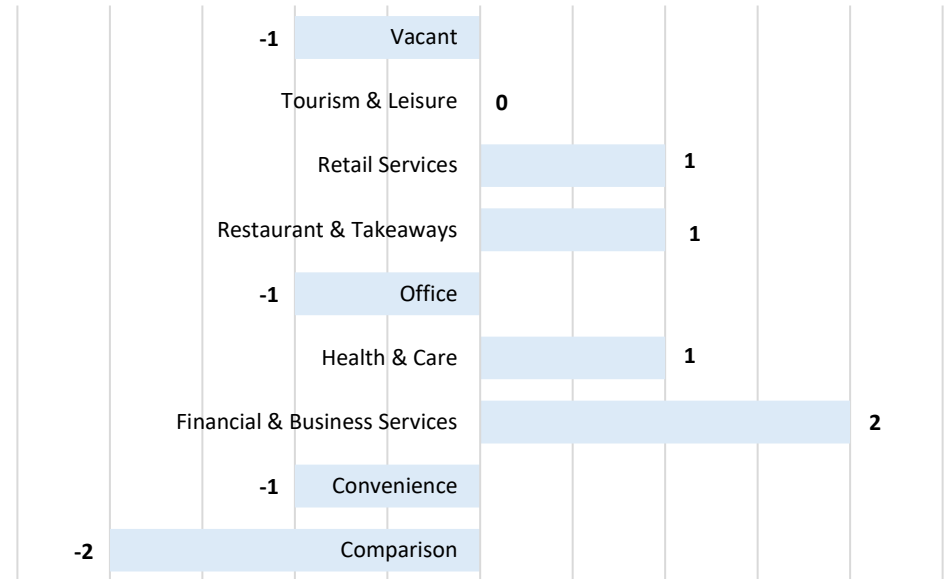 -1 Vacant
Tourism & Leisure 0
Retail Services 1
Restaurant & Takeaways 1
-1 Office
Health & Care 1
Financial & Business Services 2
-1 Convenience
-2 Comparison